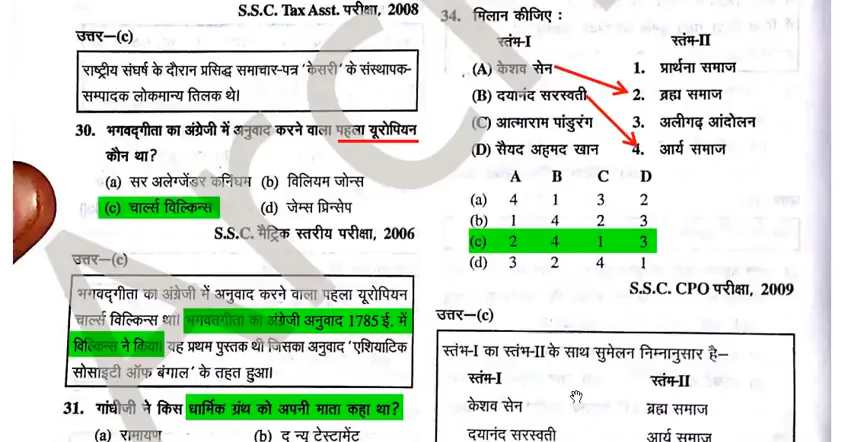 S.S.C. Tax Asst. परीक्षा, 2008
उत्तर–(c)
राष्ट्रीय संघर्ष के दौरान प्रसिद्ध समाचार-पत्र 'केसरी' के संस्थापक-
सम्पादक लोकमान्य तिलक थे।
30. भगवद्गीता का अंग्रेजी में अनुवाद करने वाला पहला यूरोपियन
कौन था?
(a) सर अलेग्जेंडर कनिंघम (b) विलियम जोन्स
(c) चार्ल्स विल्किन्स (d) जेम्स प्रिन्सेप
S.S.C. मैट्रिक स्तरीय परीक्षा, 2006
उत्तर–(c)
भगवद्गीता का अंग्रेजी में अनुवाद करने वाला पहला यूरोपियन
चार्ल्स विल्किन्स था। भगवतगीता का अंग्रेजी अनुवाद 1785 ई. में
विल्किन्स ने किया। यह प्रथम पुस्तक थी जिसका अनुवाद 'एशियाटिक
सोसाइटी ऑफ बंगाल' के तहत हुआ।
31. गांधीजी ने किस धार्मिक ग्रंथ को अपनी माता कहा था?
(a) रामायण (b) द न्यू टेस्टामेंट
34. मिलान कीजिए :
स्तंभ-I स्तंभ-II
(A) केशव सेन 1. प्रार्थना समाज
(B) दयानंद सरस्वती 2. ब्रह्म समाज
(C) आत्माराम पांडुरंग 3. अलीगढ़ आंदोलन
(D) सैयद अहमद खान 4. आर्य समाज
A B C D
(a) 4 1 3 2
(b) 1 4 2 3
(c) 2 4 1 3
(d) 3 2 4 1
S.S.C. CPO परीक्षा, 2009
उत्तर–(c)
स्तंभ-I का स्तंभ-II के साथ सुमेलन निम्नानुसार है–
स्तंभ-I स्तंभ-II
केशव सेन ब्रह्म समाज
दयानंद सरस्वती आर्य समाज